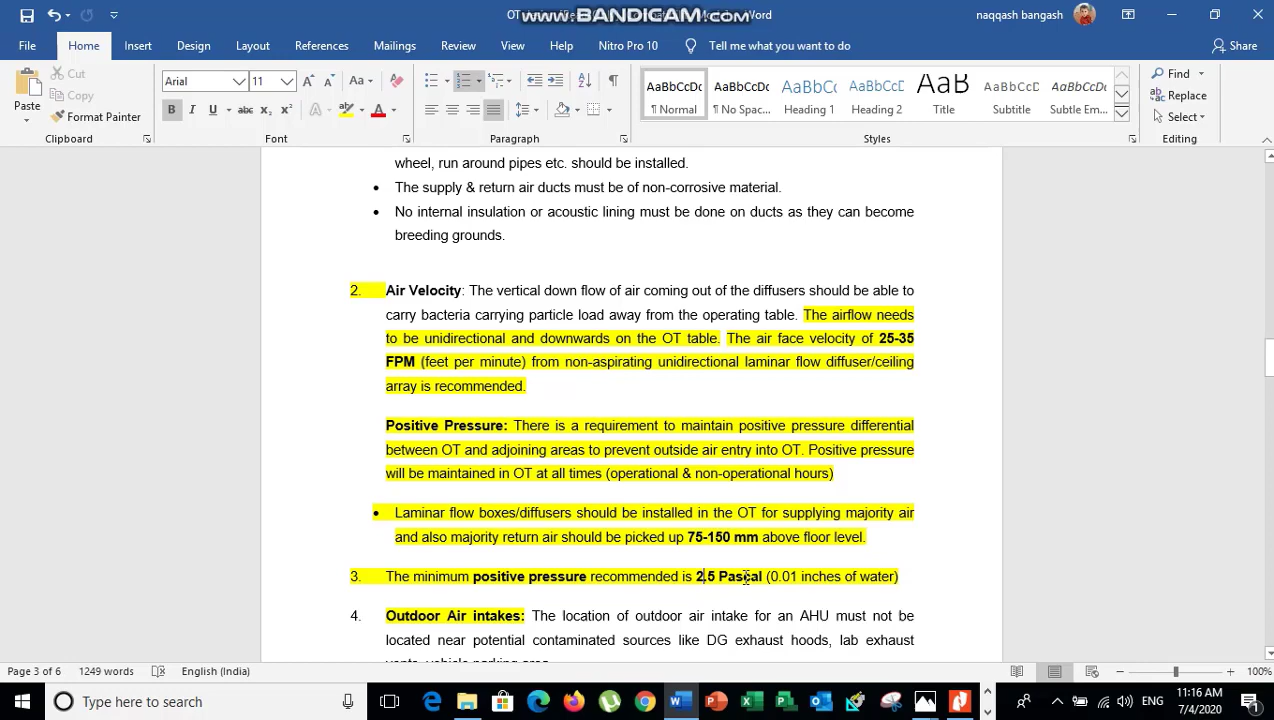 www.BANDICAM.com
OT
Word
naqqash bangash
File Home Insert Design Layout References Mailings Review View Help Nitro Pro 10 Tell me what you want to do Share
Paste
Cut
Copy
Format Painter
Clipboard
Arial 11
B I U abc x₂ x²
Font
Paragraph
AaBbCcDc AaBbCcDc AaBbCc AaBbCcC AaB AaBbCcD AaBbCcDc
¶ Normal ¶ No Spac... Heading 1 Heading 2 Title Subtitle Subtle Em...
Styles
Find
Replace
Select
Editing
wheel, run around pipes etc. should be installed.
• The supply & return air ducts must be of non-corrosive material.
• No internal insulation or acoustic lining must be done on ducts as they can become
breeding grounds.
2. Air Velocity: The vertical down flow of air coming out of the diffusers should be able to
carry bacteria carrying particle load away from the operating table. The airflow needs
to be unidirectional and downwards on the OT table. The air face velocity of 25-35
FPM (feet per minute) from non-aspirating unidirectional laminar flow diffuser/ceiling
array is recommended.
Positive Pressure: There is a requirement to maintain positive pressure differential
between OT and adjoining areas to prevent outside air entry into OT. Positive pressure
will be maintained in OT at all times (operational & non-operational hours)
• Laminar flow boxes/diffusers should be installed in the OT for supplying majority air
and also majority return air should be picked up 75-150 mm above floor level.
3. The minimum positive pressure recommended is 2.5 Pascal (0.01 inches of water)
4. Outdoor Air intakes: The location of outdoor air intake for an AHU must not be
located near potential contaminated sources like DG exhaust hoods, lab exhaust
vents, vehicle parking area.
Page 3 of 6 1249 words English (India) 100%
Type here to search
ENG
11:16 AM
7/4/2020